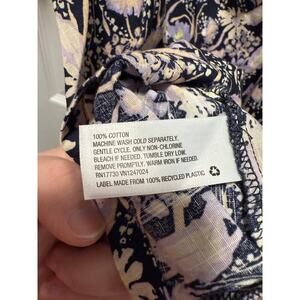 100% COTTON
MACHINE WASH COLD SEPARATELY.
GENTLE CYCLE. ONLY NON-CHLORINE
BLEACH IF NEEDED. TUMBLE DRY LOW.
REMOVE PROMPTLY. WARM IRON IF NEEDED.
RN17730 VN1247024
LABEL MADE FROM 100% RECYCLED PLASTIC